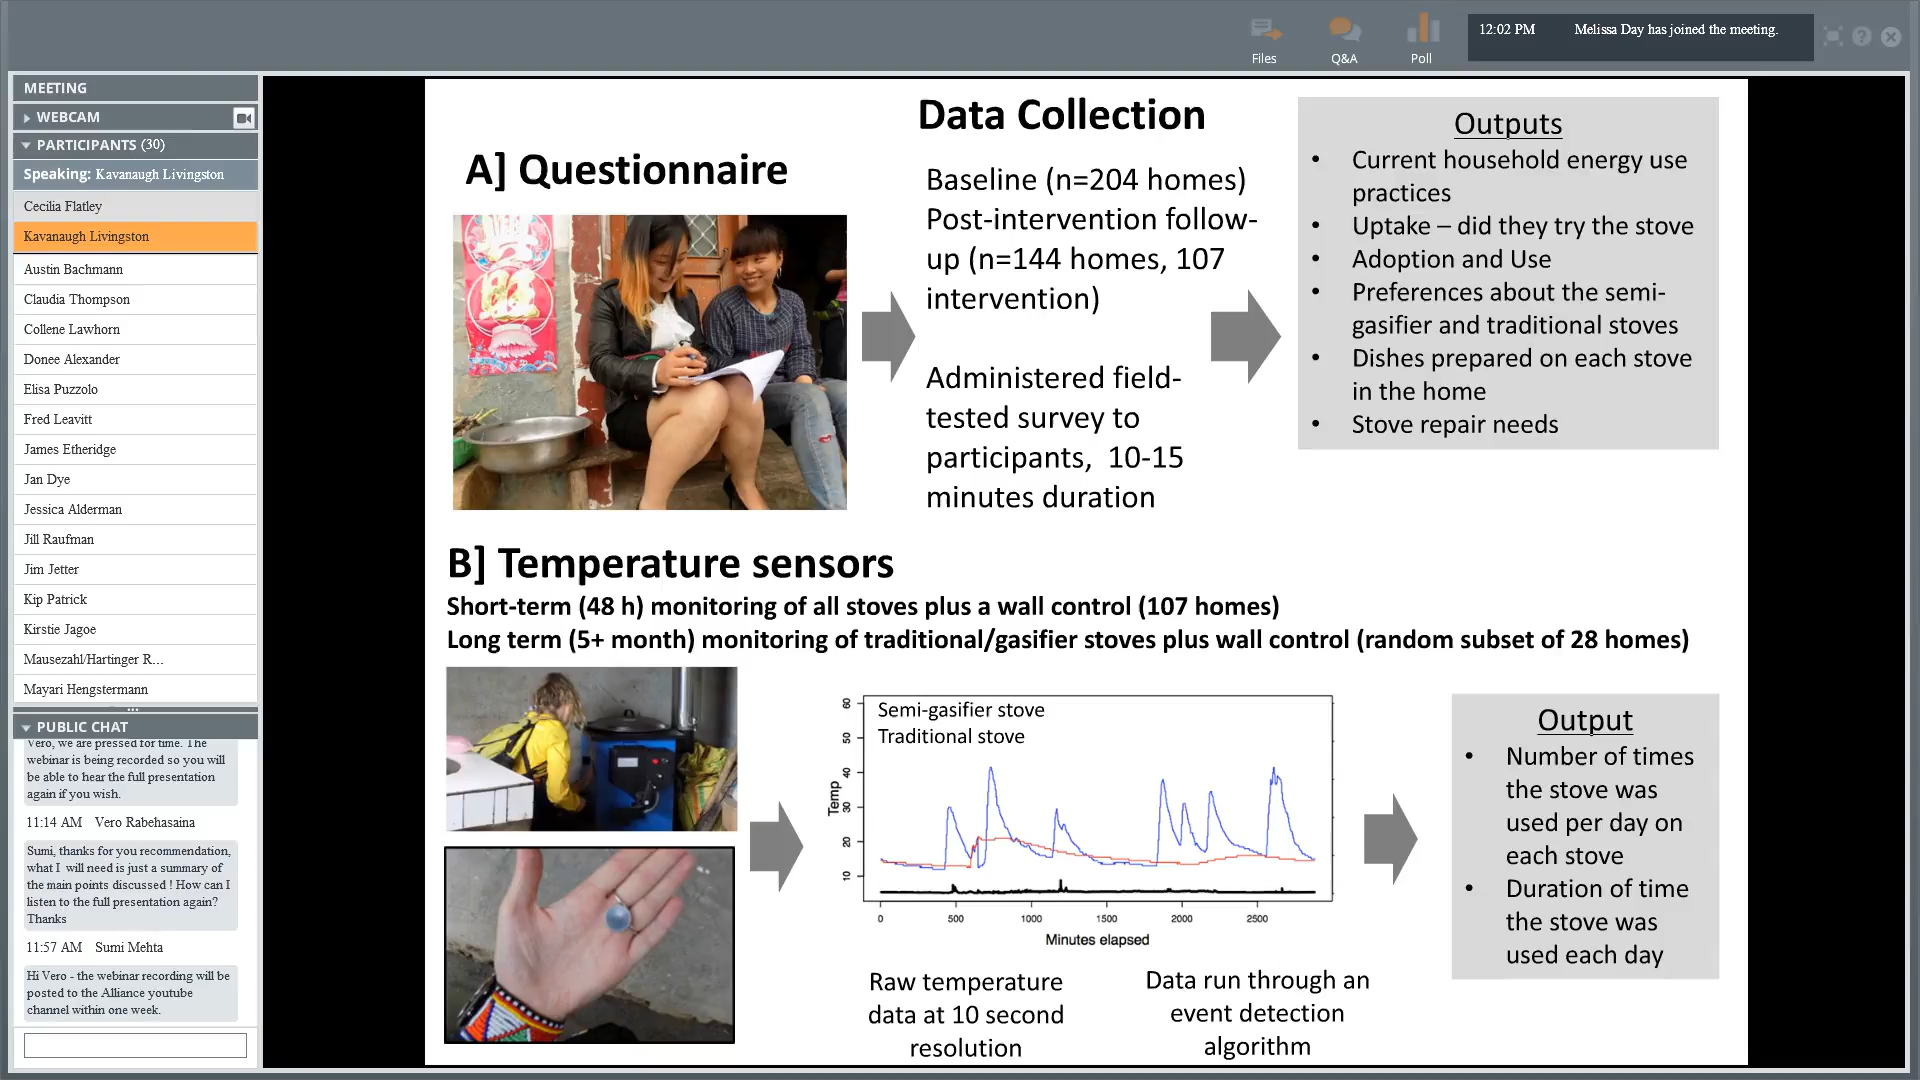 Files
Q&A
Poll
12:02 PM Melissa Day has joined the meeting.
MEETING
WEBCAM
PARTICIPANTS (30)
Speaking: Kavanaugh Livingston
Cecilia Flatley
Kavanaugh Livingston
Austin Bachmann
Claudia Thompson
Collene Lawhorn
Donee Alexander
Elisa Puzzolo
Fred Leavitt
James Etheridge
Jan Dye
Jessica Alderman
Jill Raufman
Jim Jetter
Kip Patrick
Kirstie Jagoe
Mausezahl/Hartinger R...
Mayari Hengstermann
PUBLIC CHAT
Vero, we are pressed for time. The
webinar is being recorded so you will
be able to hear the full presentation
again if you wish.
11:14 AM Vero Rabehasaina
Sumi, thanks for you recommendation,
what I will need is just a summary of
the main points discussed ! How can I
listen to the full presentation again?
Thanks
11:57 AM Sumi Mehta
Hi Vero - the webinar recording will be
posted to the Alliance youtube
channel within one week.
Data Collection
A] Questionnaire
Baseline (n=204 homes)
Post-intervention follow-
up (n=144 homes, 107
intervention)
Administered field-
tested survey to
participants, 10-15
minutes duration
Outputs
• Current household energy use
practices
• Uptake – did they try the stove
• Adoption and Use
• Preferences about the semi-
gasifier and traditional stoves
• Dishes prepared on each stove
in the home
• Stove repair needs
B] Temperature sensors
Short-term (48 h) monitoring of all stoves plus a wall control (107 homes)
Long term (5+ month) monitoring of traditional/gasifier stoves plus wall control (random subset of 28 homes)
Semi-gasifier stove
Traditional stove
Temp
60
50
40
30
20
10
0 500 1000 1500 2000 2500
Minutes elapsed
Raw temperature
data at 10 second
resolution
Data run through an
event detection
algorithm
Output
• Number of times
the stove was
used per day on
each stove
• Duration of time
the stove was
used each day